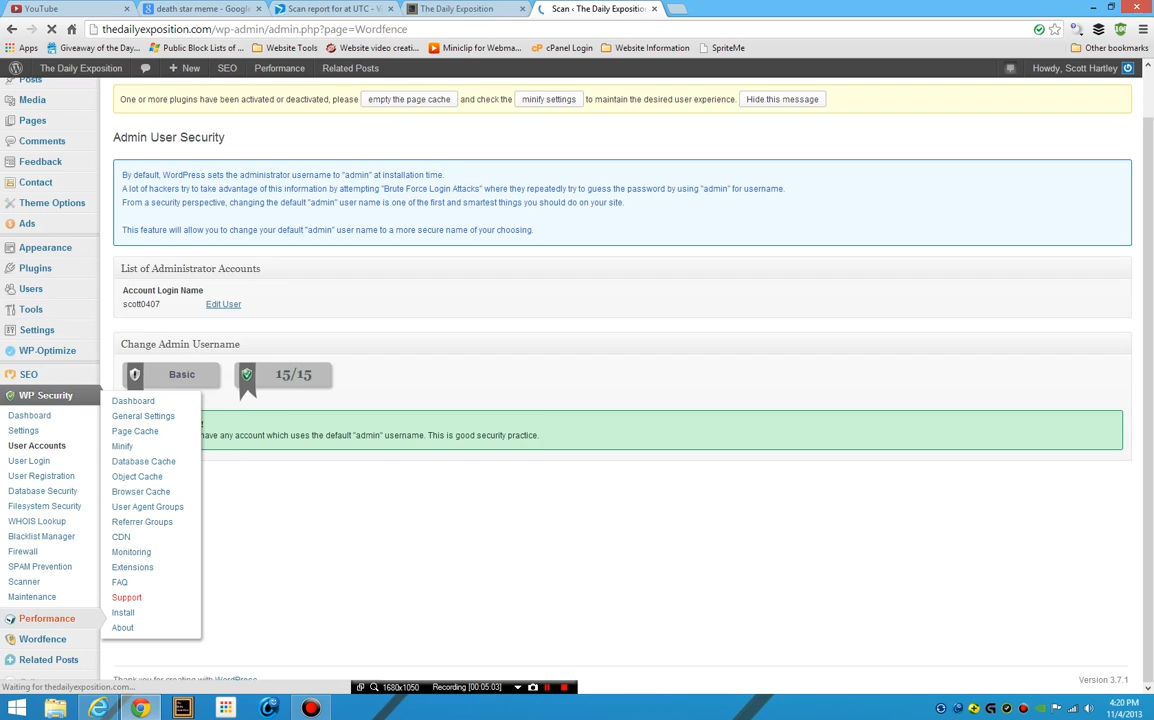 YouTube
death star meme - Google
Scan report for at UTC - W
The Daily Exposition
Scan ‹ The Daily Exposition
thedailyexposition.com/wp-admin/admin.php?page=Wordfence
Apps
Giveaway of the Day...
Public Block Lists of ...
Website Tools
Website video creati...
Miniclip for Webma...
cPanel Login
Website Information
SpriteMe
Other bookmarks
The Daily Exposition
+ New
SEO
Performance
Related Posts
Howdy, Scott Hartley
Posts
Media
Pages
Comments
Feedback
Contact
Theme Options
Ads
Appearance
Plugins
Users
Tools
Settings
WP-Optimize
SEO
WP Security
Dashboard
Settings
User Accounts
User Login
User Registration
Database Security
Filesystem Security
WHOIS Lookup
Blacklist Manager
Firewall
SPAM Prevention
Scanner
Maintenance
Performance
Wordfence
Related Posts
Dashboard
General Settings
Page Cache
Minify
Database Cache
Object Cache
Browser Cache
User Agent Groups
Referrer Groups
CDN
Monitoring
Extensions
FAQ
Support
Install
About
One or more plugins have been activated or deactivated, please empty the page cache and check the minify settings to maintain the desired user experience. Hide this message
Admin User Security
By default, WordPress sets the administrator username to "admin" at installation time.
A lot of hackers try to take advantage of this information by attempting "Brute Force Login Attacks" where they repeatedly try to guess the password by using "admin" for username.
From a security perspective, changing the default "admin" user name is one of the first and smartest things you should do on your site.
This feature will allow you to change your default "admin" user name to a more secure name of your choosing.
List of Administrator Accounts
Account Login Name
scott0407 Edit User
Change Admin Username
Basic
15/15
have any account which uses the default "admin" username. This is good security practice.
Thank you for creating with WordPress
Version 3.7.1
Waiting for thedailyexposition.com...
1680x1050
Recording [00:05:03]
4:20 PM
11/4/2013